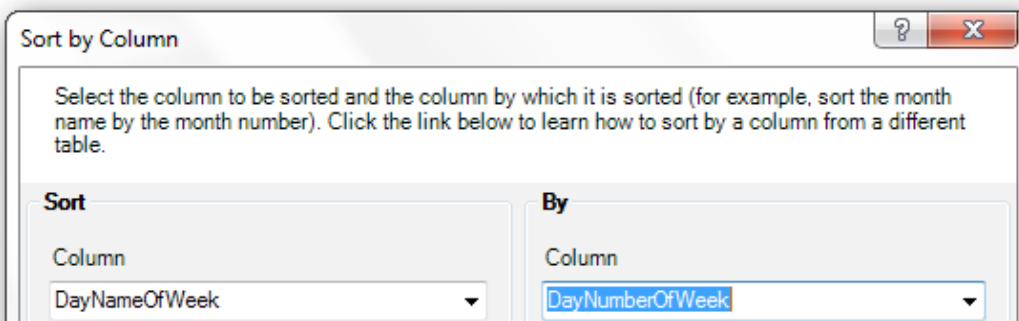 Sort by Column
Select the column to be sorted and the column by which it is sorted (for example, sort the month
name by the month number). Click the link below to learn how to sort by a column from a different
table.
Sort
By
Column
Column
DayNameOfWeek
DayNumberOfWeek